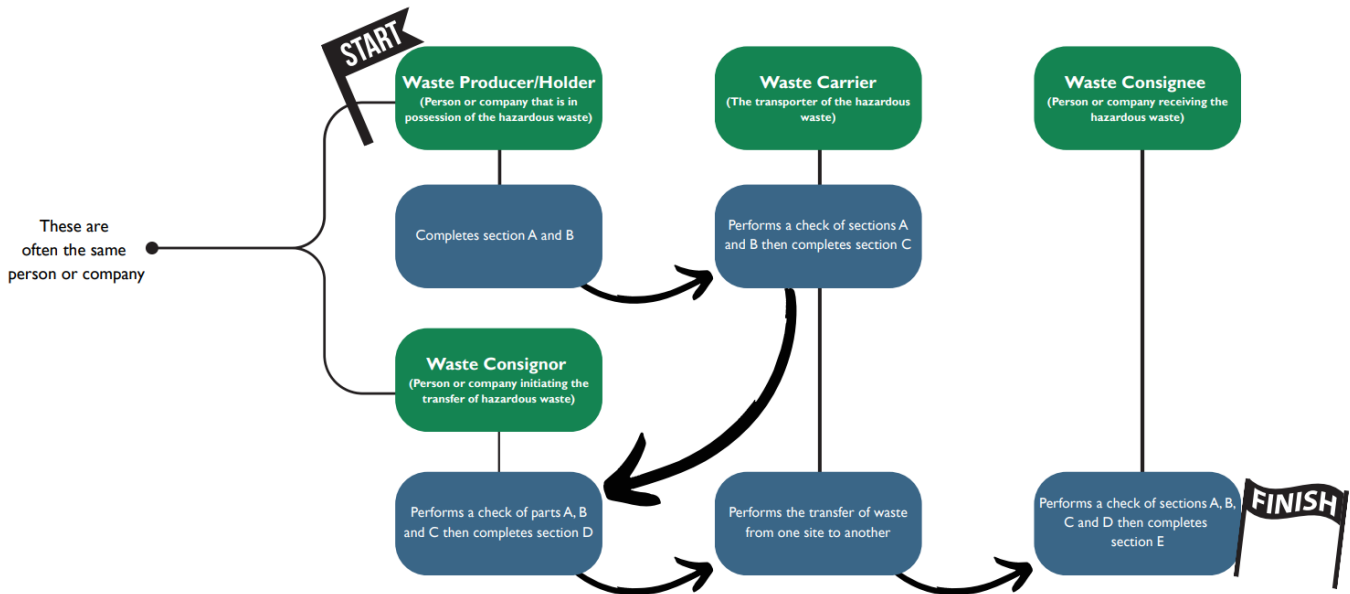 START
Waste Producer/Holder
(Person or company that is in
possession of the hazardous waste)
Waste Carrier
(The transporter of the hazardous
waste)
Waste Consignee
(Person or company receiving the
hazardous waste)
These are
often the same
person or company
Completes section A and B
Performs a check of sections A
and B then completes section C
Waste Consignor
(Person or company initiating the
transfer of hazardous waste)
Performs a check of parts A, B
and C then completes section D
Performs the transfer of waste
from one site to another
Performs a check of sections A, B,
C and D then completes
section E
FINISH